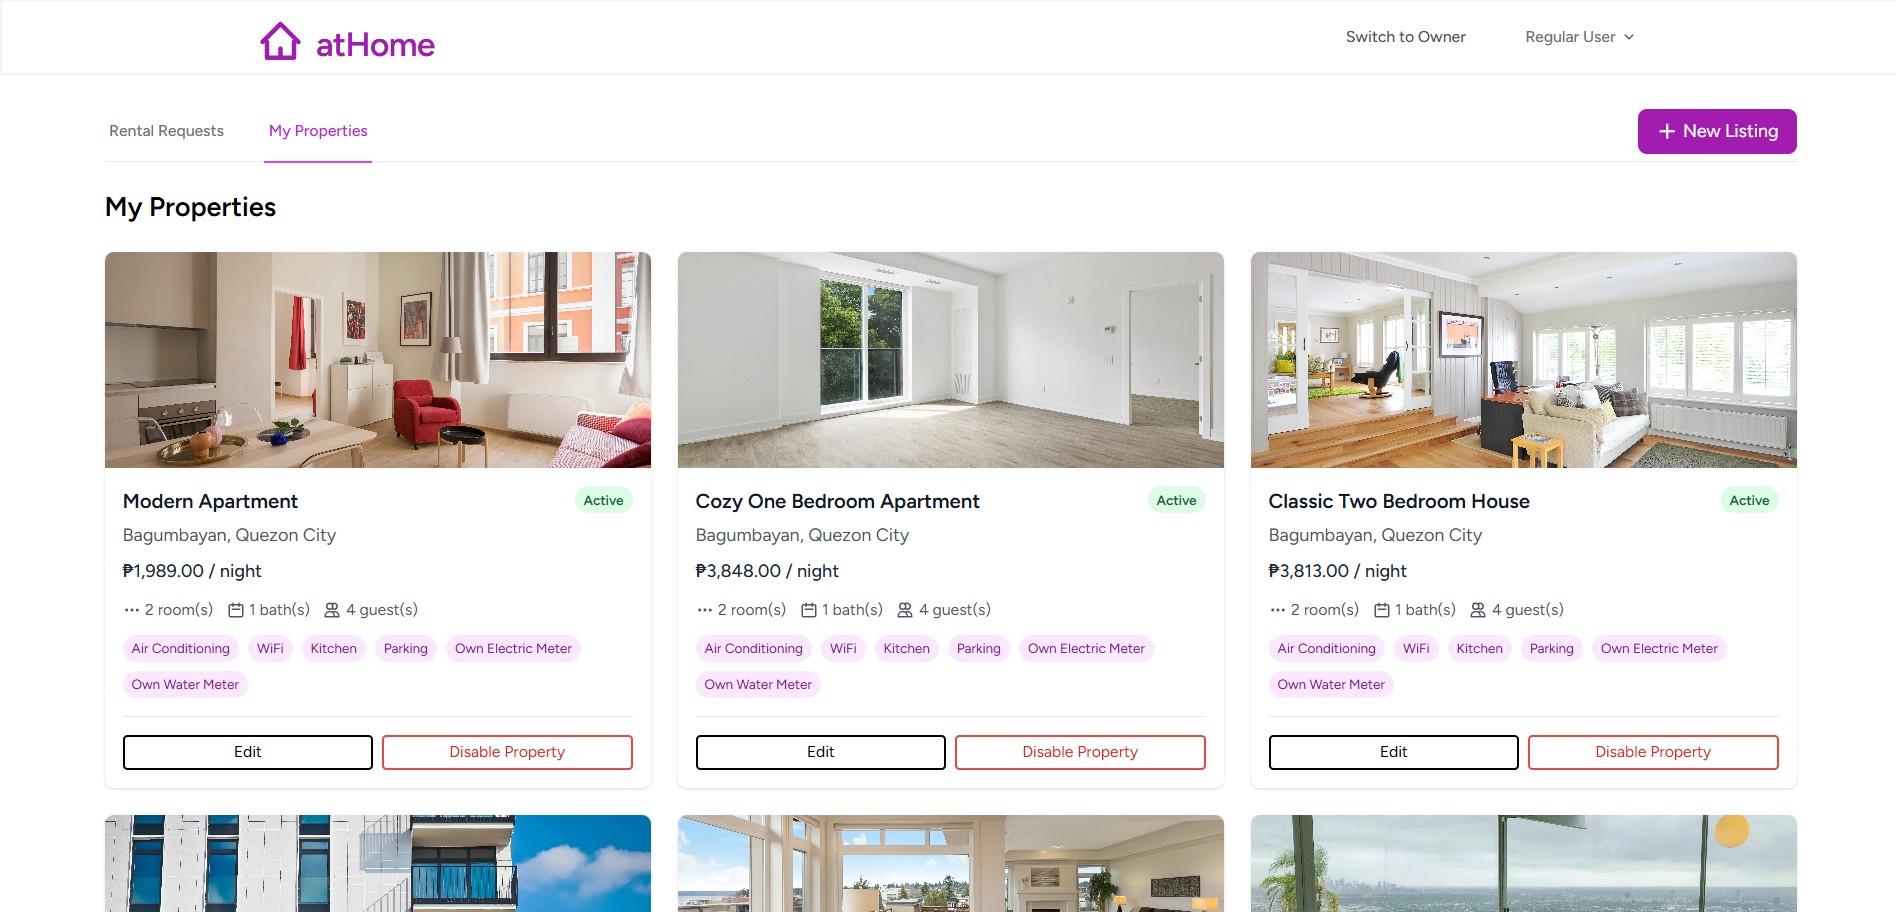 atHome
Switch to Owner
Regular User
Rental Requests
My Properties
+ New Listing
My Properties
Modern Apartment
Active
Bagumbayan, Quezon City
₱1,989.00 / night
2 room(s) 1 bath(s) 4 guest(s)
Air Conditioning WiFi Kitchen Parking Own Electric Meter
Own Water Meter
Edit Disable Property
Cozy One Bedroom Apartment
Active
Bagumbayan, Quezon City
₱3,848.00 / night
2 room(s) 1 bath(s) 4 guest(s)
Air Conditioning WiFi Kitchen Parking Own Electric Meter
Own Water Meter
Edit Disable Property
Classic Two Bedroom House
Active
Bagumbayan, Quezon City
₱3,813.00 / night
2 room(s) 1 bath(s) 4 guest(s)
Air Conditioning WiFi Kitchen Parking Own Electric Meter
Own Water Meter
Edit Disable Property